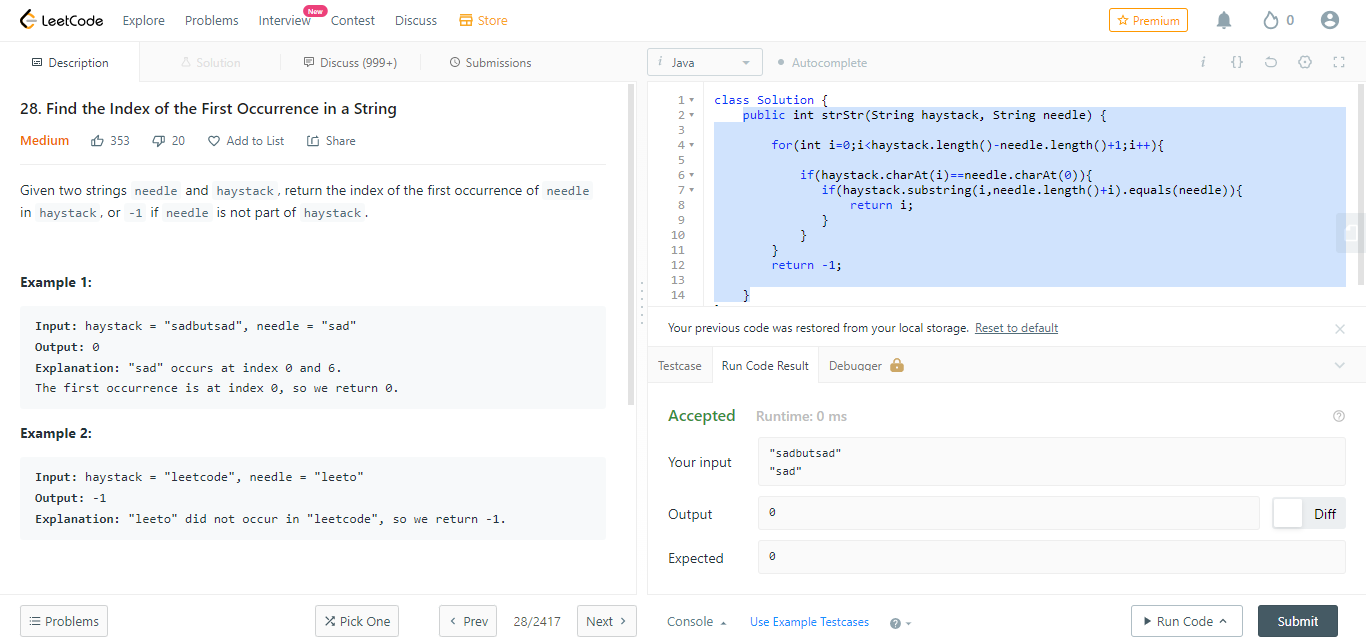 LeetCode Explore Problems Interview New Contest Discuss Store Premium 0
Description Solution Discuss (999+) Submissions
28. Find the Index of the First Occurrence in a String
Medium 353 20 Add to List Share
Given two strings needle and haystack, return the index of the first occurrence of needle
in haystack, or -1 if needle is not part of haystack.
Example 1:
Input: haystack = "sadbutsad", needle = "sad"
Output: 0
Explanation: "sad" occurs at index 0 and 6.
The first occurrence is at index 0, so we return 0.
Example 2:
Input: haystack = "leetcode", needle = "leeto"
Output: -1
Explanation: "leeto" did not occur in "leetcode", so we return -1.
Problems Pick One Prev 28/2417 Next
i Java Autocomplete i {}
1 class Solution {
2 public int strStr(String haystack, String needle) {
3
4 for(int i=0;i<haystack.length()-needle.length()+1;i++){
5
6 if(haystack.charAt(i)==needle.charAt(0)){
7 if(haystack.substring(i,needle.length()+i).equals(needle)){
8 return i;
9 }
10 }
11 }
12 return -1;
13
14 }
Your previous code was restored from your local storage. Reset to default
Testcase Run Code Result Debugger
Accepted Runtime: 0 ms
Your input
"sadbutsad"
"sad"
Output 0 Diff
Expected 0
Console Use Example Testcases Run Code Submit